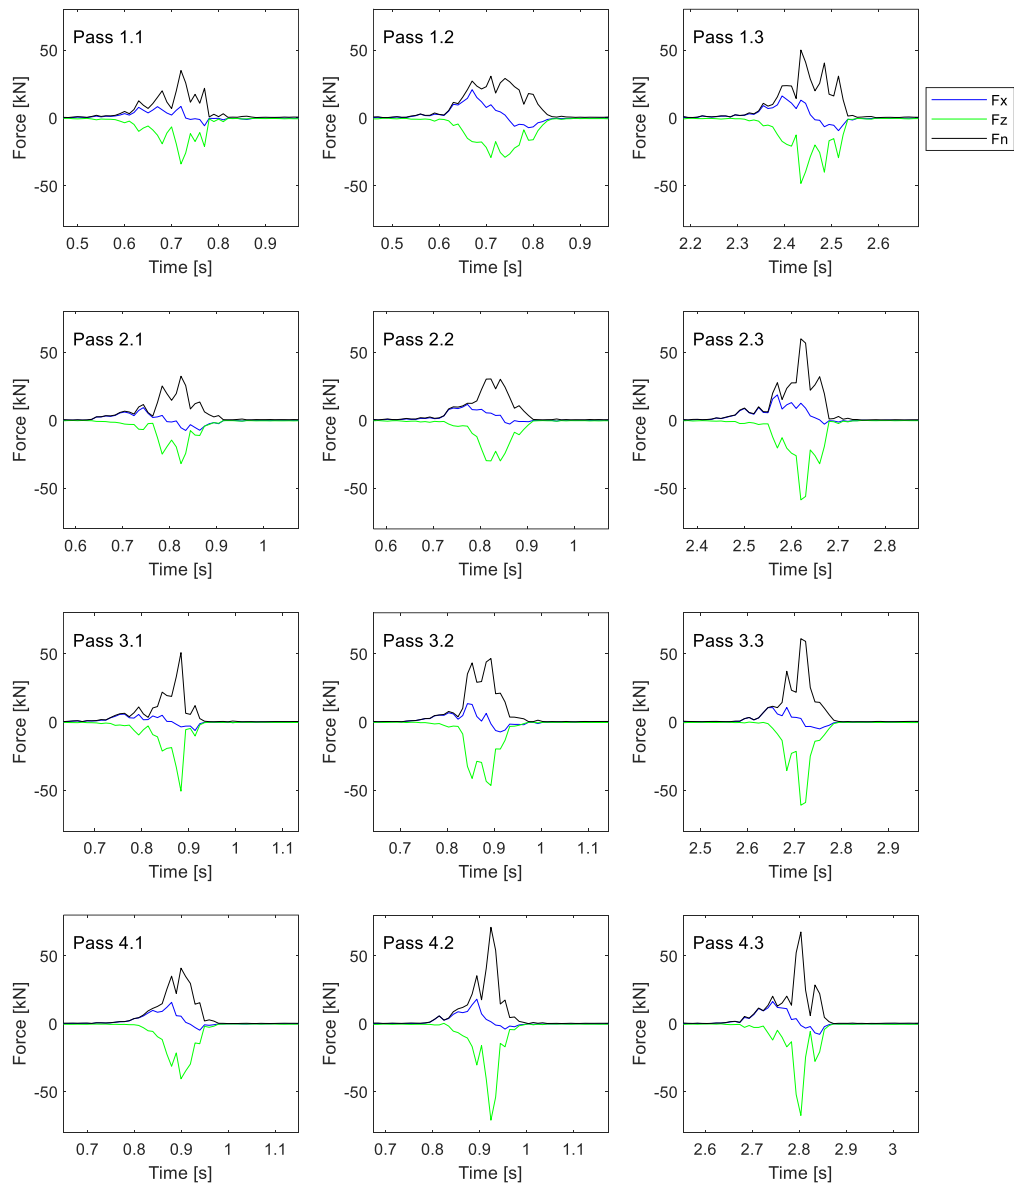 Pass 1.1
Force [kN]
50
0
-50
0.5 0.6 0.7 0.8 0.9
Time [s]
Pass 1.2
Force [kN]
50
0
-50
0.5 0.6 0.7 0.8 0.9
Time [s]
Pass 1.3
Force [kN]
50
0
-50
2.2 2.3 2.4 2.5 2.6
Time [s]
Fx
Fz
Fn
Pass 2.1
Force [kN]
50
0
-50
0.6 0.7 0.8 0.9 1
Time [s]
Pass 2.2
Force [kN]
50
0
-50
0.6 0.7 0.8 0.9 1
Time [s]
Pass 2.3
Force [kN]
50
0
-50
2.4 2.5 2.6 2.7 2.8
Time [s]
Pass 3.1
Force [kN]
50
0
-50
0.7 0.8 0.9 1 1.1
Time [s]
Pass 3.2
Force [kN]
50
0
-50
0.7 0.8 0.9 1 1.1
Time [s]
Pass 3.3
Force [kN]
50
0
-50
2.5 2.6 2.7 2.8 2.9
Time [s]
Pass 4.1
Force [kN]
50
0
-50
0.7 0.8 0.9 1 1.1
Time [s]
Pass 4.2
Force [kN]
50
0
-50
0.7 0.8 0.9 1 1.1
Time [s]
Pass 4.3
Force [kN]
50
0
-50
2.6 2.7 2.8 2.9 3
Time [s]